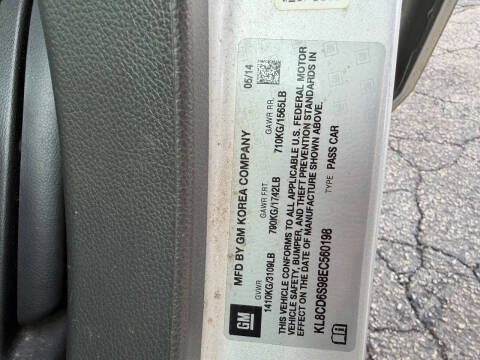 GM
MFD BY GM KOREA COMPANY
05/14
GVWR
GAWR FRT
GAWR RR
1410KG/3109LB
790KG/1742LB
710KG/1565LB
THIS VEHICLE CONFORMS TO ALL APPLICABLE U.S. FEDERAL MOTOR
VEHICLE SAFETY, BUMPER, AND THEFT PREVENTION STANDARDS IN
EFFECT ON THE DATE OF MANUFACTURE SHOWN ABOVE.
TYPE: PASS CAR
KL8CD6S98EC560198